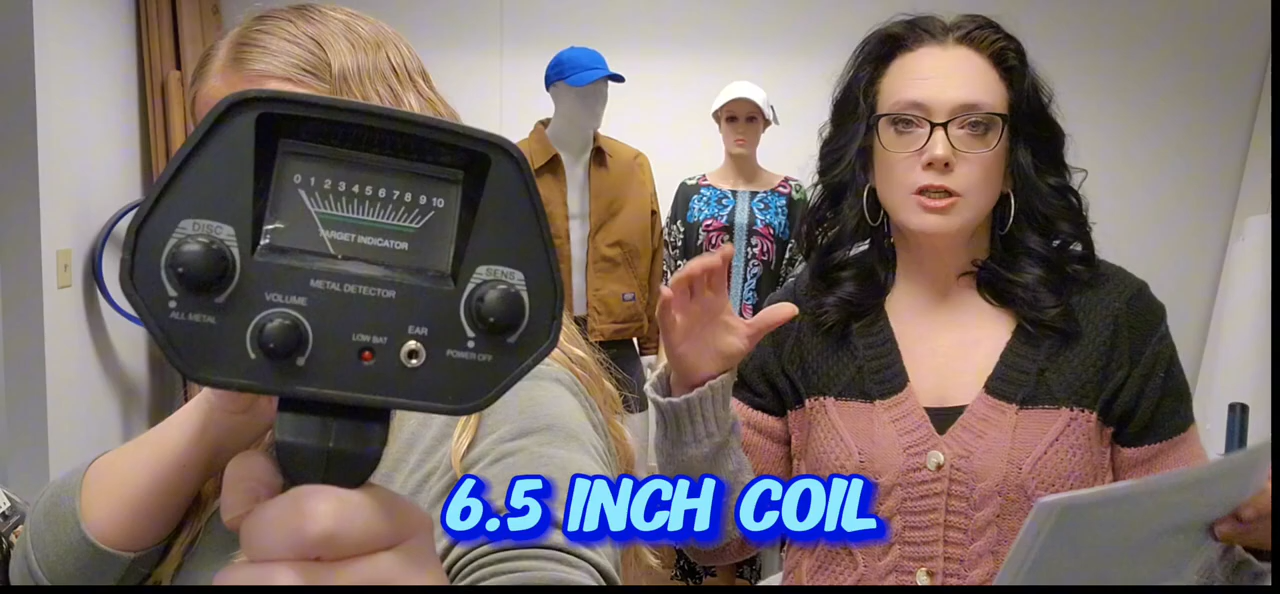 0 1 2 3 4 5 6 7 8 9 10
TARGET INDICATOR
DISC
SENS
METAL DETECTOR
VOLUME
ALL METAL
LOW BAT
EAR
POWER OFF
6.5 INCH COIL